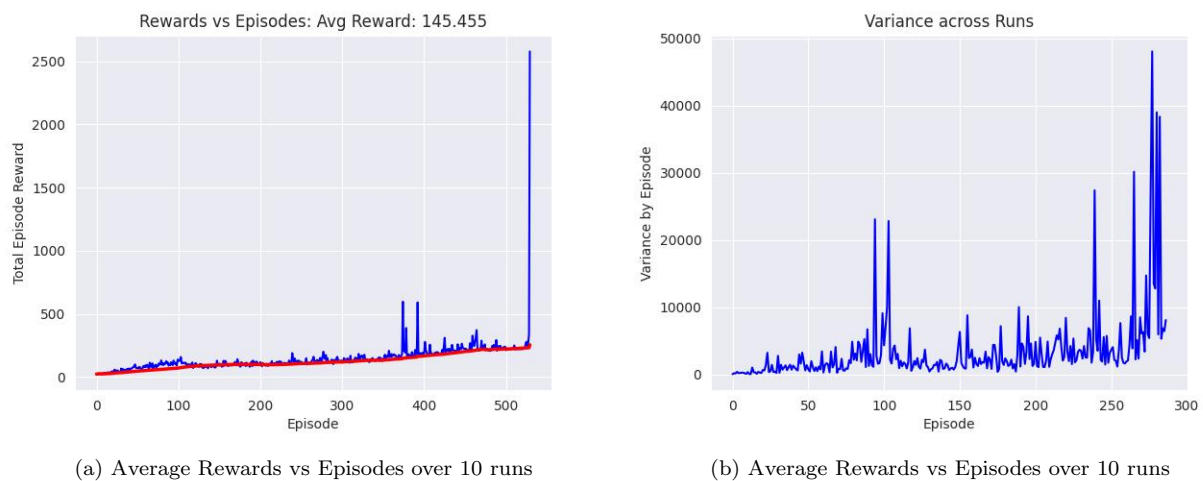 Rewards vs Episodes: Avg Reward: 145.455
Total Episode Reward
2500
2000
1500
1000
500
0
0 100 200 300 400 500
Episode
(a) Average Rewards vs Episodes over 10 runs
Variance across Runs
Variance by Episode
50000
40000
30000
20000
10000
0
0 50 100 150 200 250 300
Episode
(b) Average Rewards vs Episodes over 10 runs